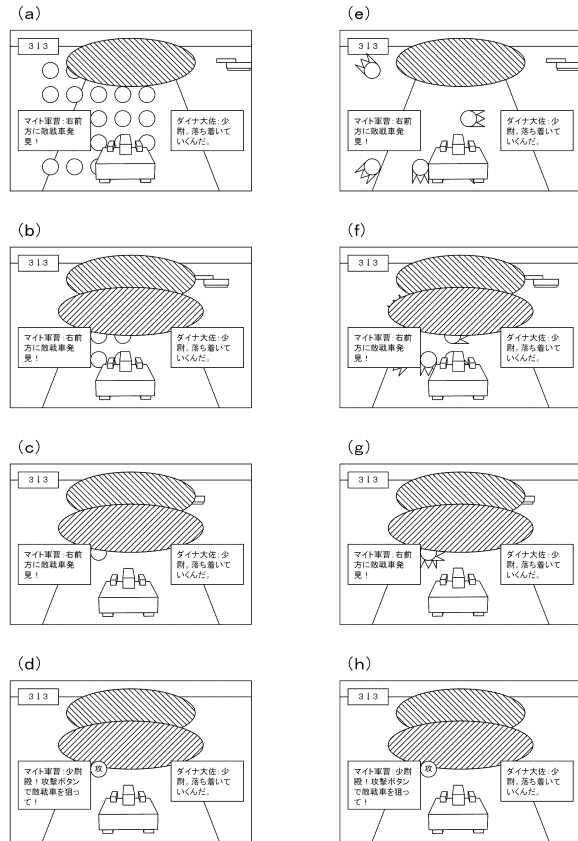 (a)
3↓3
マイト軍曹：右前
方に敵戦車発
見！
ダイナ大佐：少
尉。落ち着いて
いくんだ。
(e)
3↓3
マイト軍曹：右前
方に敵戦車発
見！
ダイナ大佐：少
尉。落ち着いて
いくんだ。
(b)
3↓3
マイト軍曹：右前
方に敵戦車発
見！
ダイナ大佐：少
尉。落ち着いて
いくんだ。
(f)
3↓3
マイト軍曹：右前
方に敵戦車発
見！
ダイナ大佐：少
尉。落ち着いて
いくんだ。
(c)
3↓3
マイト軍曹：右前
方に敵戦車発
見！
ダイナ大佐：少
尉。落ち着いて
いくんだ。
(g)
3↓3
マイト軍曹：右前
方に敵戦車発
見！
ダイナ大佐：少
尉。落ち着いて
いくんだ。
(d)
3↓3
攻
マイト軍曹：少尉
殿！攻撃ボタン
で敵戦車を狙っ
て！
ダイナ大佐：少
尉。落ち着いて
いくんだ。
(h)
3↓3
攻
マイト軍曹：少尉
殿！攻撃ボタン
で敵戦車を狙っ
て！
ダイナ大佐：少
尉。落ち着いて
いくんだ。